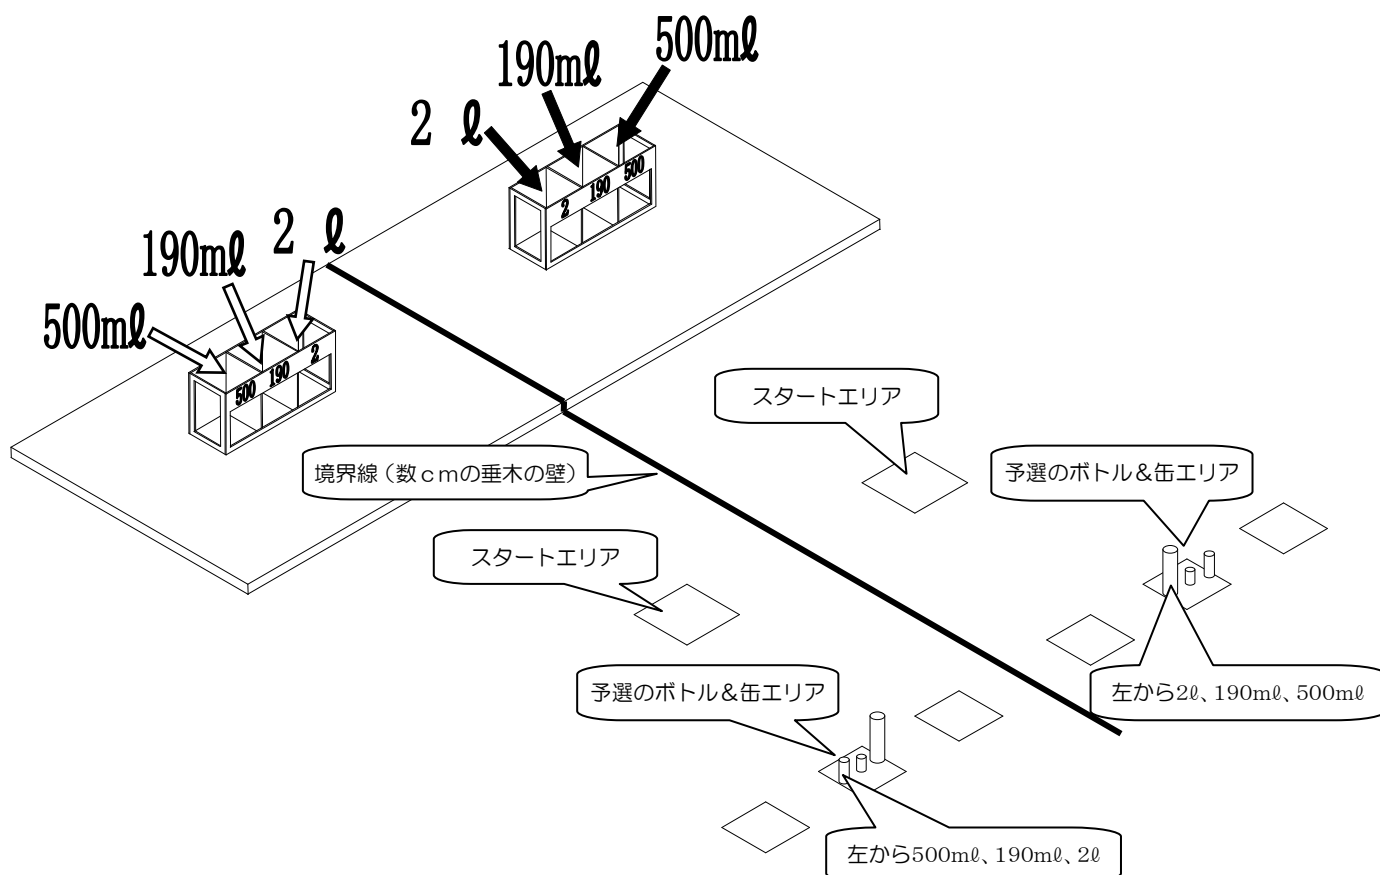 500mℓ
190mℓ
2 ℓ
2 190 500
2 ℓ
190mℓ
500mℓ
500 190 2
スタートエリア
境界線(数cmの垂木の壁)
予選のボトル&缶エリア
スタートエリア
予選のボトル&缶エリア
左から2ℓ、190mℓ、500mℓ
左から500mℓ、190mℓ、2ℓ